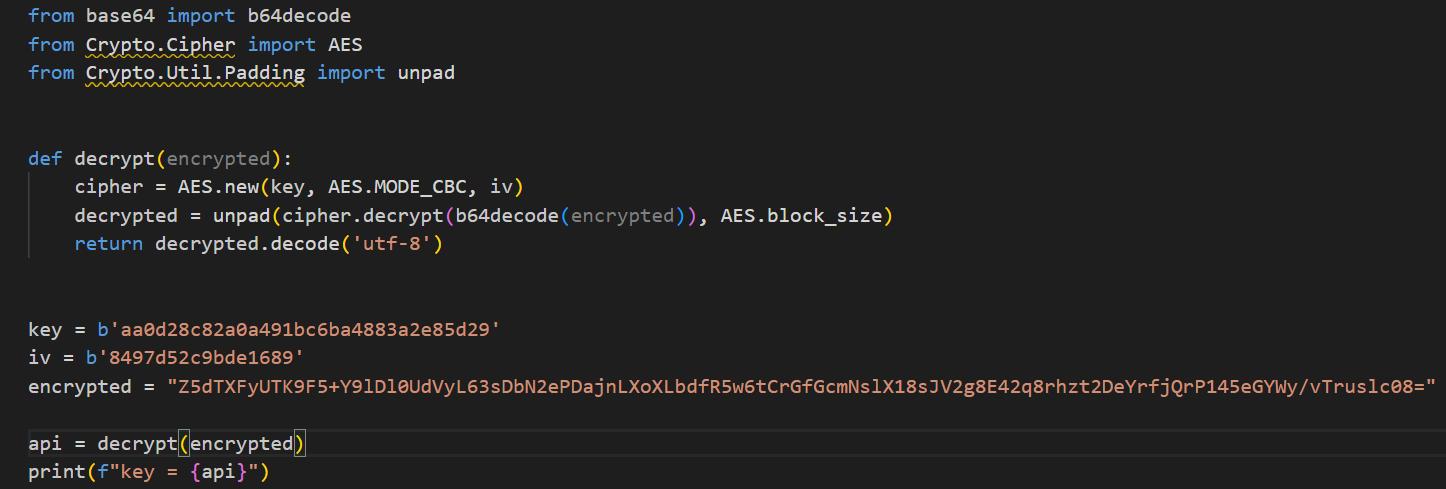 from base64 import b64decode
from Crypto.Cipher import AES
from Crypto.Util.Padding import unpad
def decrypt(encrypted):
    cipher = AES.new(key, AES.MODE_CBC, iv)
    decrypted = unpad(cipher.decrypt(b64decode(encrypted)), AES.block_size)
    return decrypted.decode('utf-8')
key = b'aa0d28c82a0a491bc6ba4883a2e85d29'
iv = b'8497d52c9bde1689'
encrypted = "Z5dTXFyUTK9F5+Y9lDl0UdVyL63sDbN2ePDajnLXoXLbdfR5w6tCrGfGcmNslX18sJV2g8E42q8rhzt2DeYrfjQrP145eGYWy/vTruslc08="
api = decrypt(encrypted)
print(f"key = {api}")